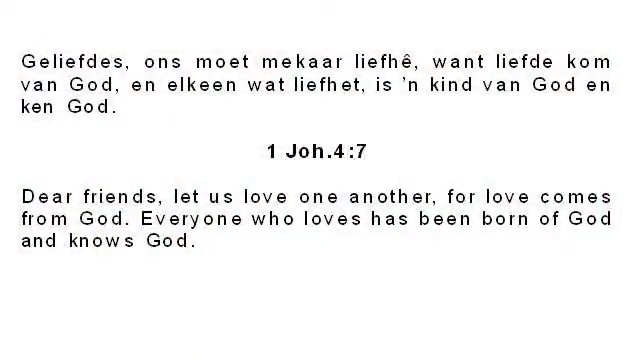 Geliefdes, ons moet mekaar liefhê, want liefde kom
van God, en elkeen wat liefhet, is 'n kind van God en
ken God.
1 Joh.4:7
Dear friends, let us love one another, for love comes
from God. Everyone who loves has been born of God
and knows God.